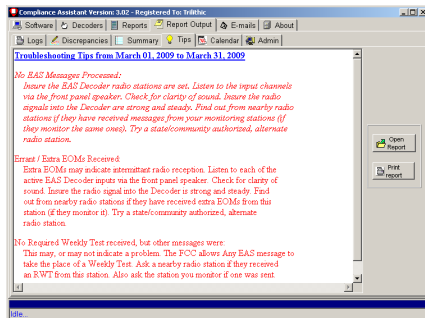 Compliance Assistant Version: 3.02 - Registered To: Trilithic
Software Decoders Reports Report Output E-mails About
Logs Discrepancies Summary Tips Calendar Admin
Troubleshooting Tips from March 01, 2009 to March 31, 2009
No EAS Messages Processed:
Insure the EAS Decoder radio stations are set. Listen to the input channels
via the front panel speaker. Check for clarity of sound. Insure the radio
signals into the Decoder are strong and steady. Find out from nearby radio
stations if they have received messages from your monitoring stations (if
they monitor the same ones). Try a state/community authorized, alternate
radio station.
Errant / Extra EOMs Received:
Extra EOMs may indicate intermittant radio reception. Listen to each of the
active EAS Decoder inputs via the front panel speaker. Check for clarity of
sound. Insure the radio signal into the Decoder is strong and steady. Find
out from nearby radio stations if they have received extra EOMs from this
station (if they monitor it). Try a state/community authorized, alternate
radio station.
No Required Weekly Test received, but other messages were:
This may, or may not indicate a problem. The FCC allows Any EAS message to
take the place of a Weekly Test. Ask a nearby radio station if they received
an RWT from this station. Also ask the station you monitor if one was sent.
Open
Report
Print
report
Idle...